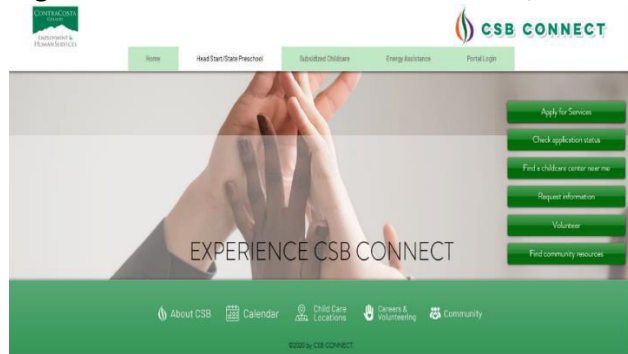 CONTRA COSTA
COUNTY
EMPLOYMENT &
HUMAN SERVICES
CSB CONNECT
Home
Head Start/State Preschool
Subsidized Childcare
Energy Assistance
Portal Login
Apply for Services
Check application status
Find a childcare center near me
Request information
Volunteer
Find community resources
EXPERIENCE CSB CONNECT
About CSB
Calendar
Child Care
Locations
Careers &
Volunteering
Community
©2020 by CSB CONNECT.